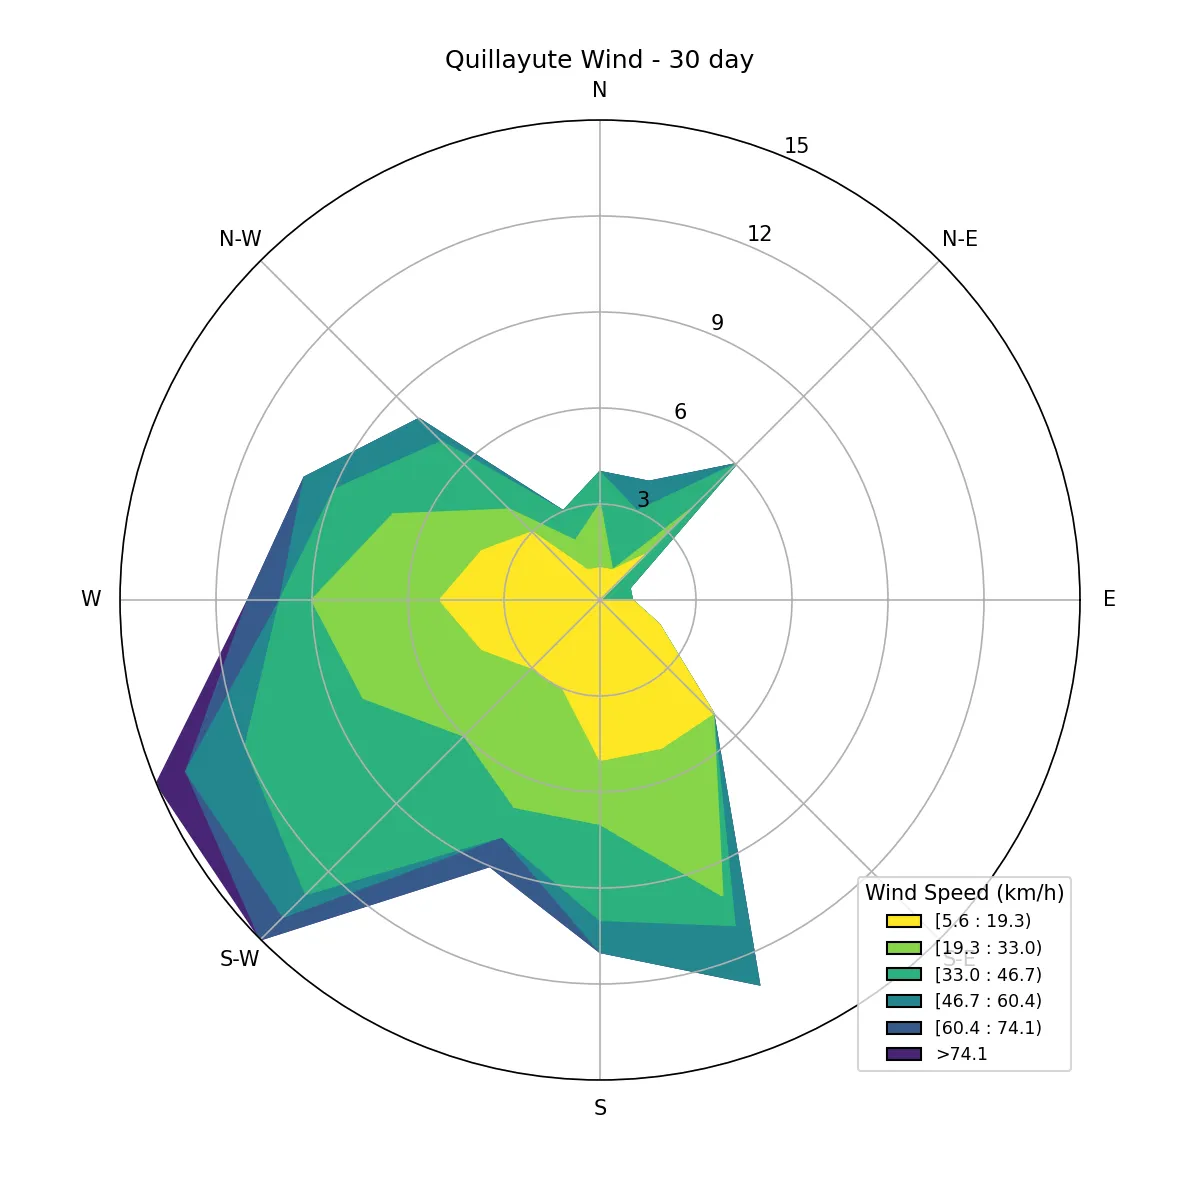 Quillayute Wind - 30 day
N
15
N-W
12
N-E
9
6
3
W
E
S-W
S-E
Wind Speed (km/h)
[5.6 : 19.3)
[19.3 : 33.0)
[33.0 : 46.7)
[46.7 : 60.4)
[60.4 : 74.1)
>74.1
S